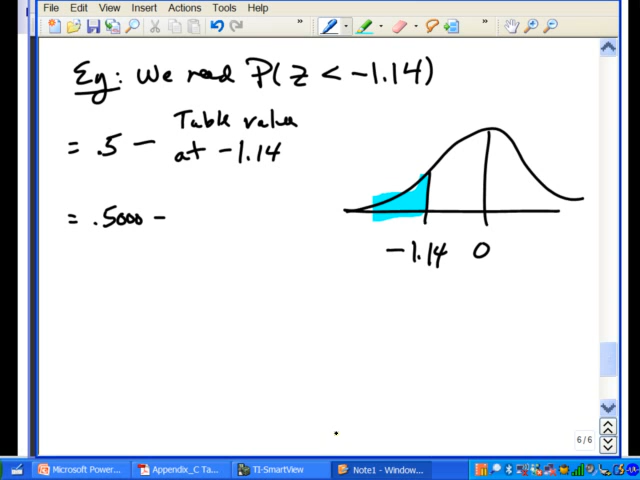 File Edit View Insert Actions Tools Help
Eg: We read P(Z < -1.14)
= .5 - Table value at -1.14
= .5000 -
-1.14 0
6/6
Microsoft Power... Appendix_C Ta... TI-SmartView Note1 - Window...